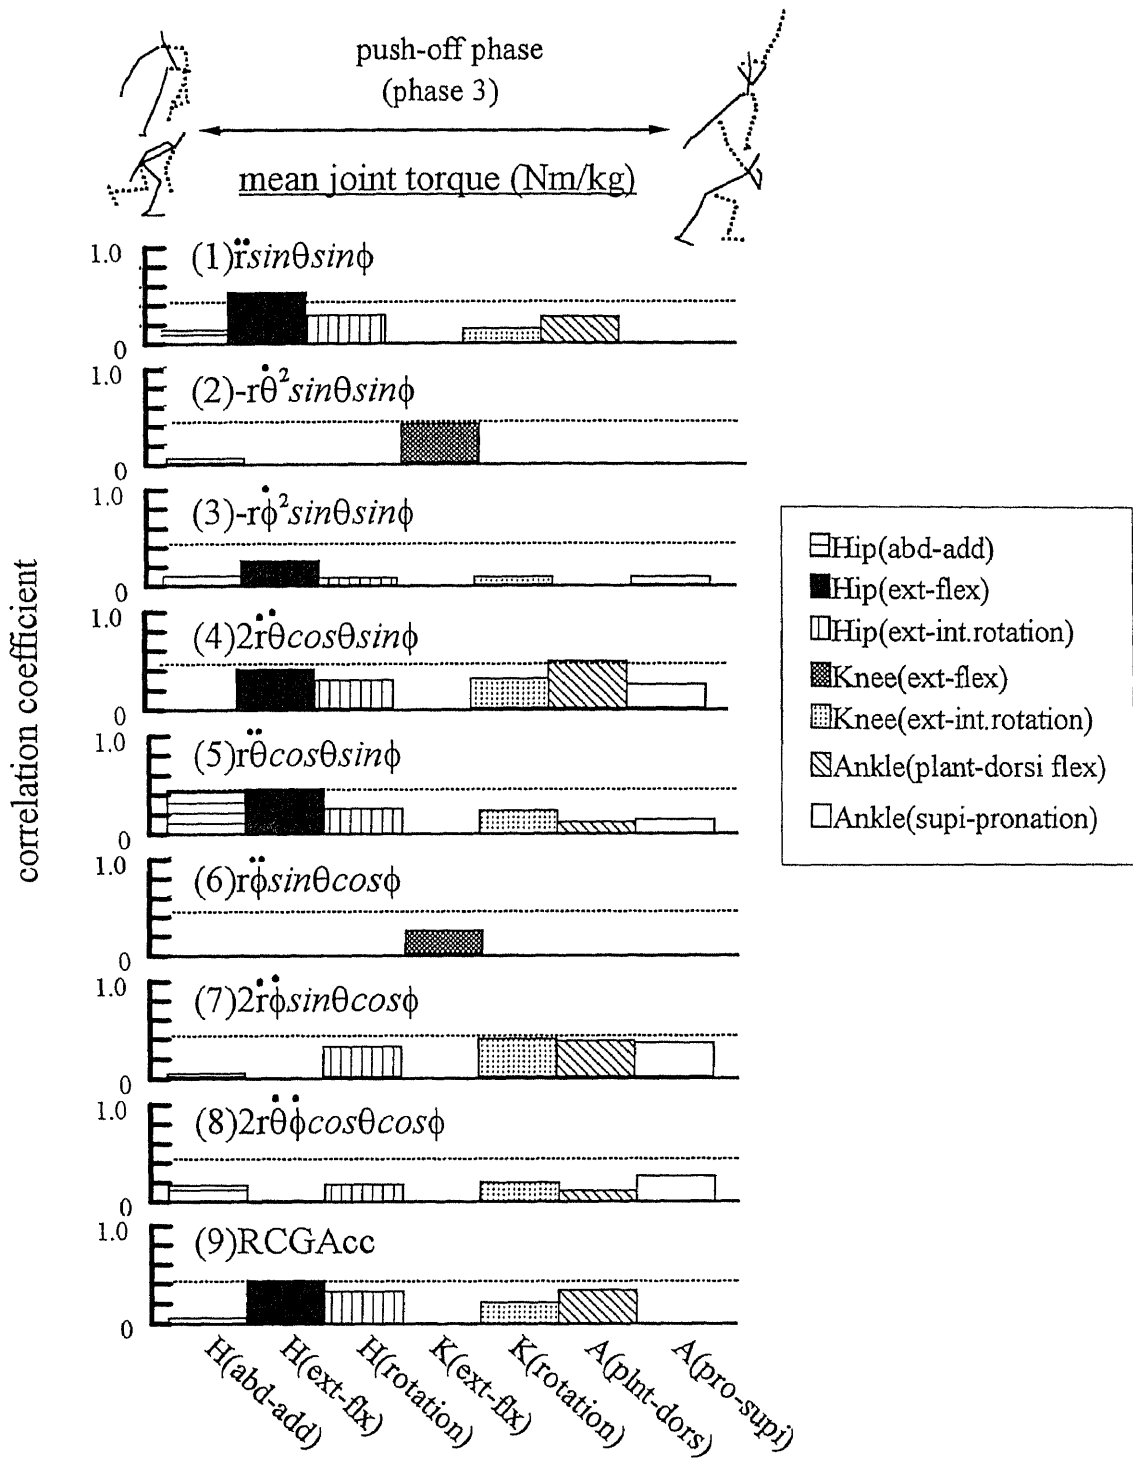 push-off phase
(phase 3)
mean joint torque (Nm/kg)
correlation coefficient
1.0
(1)r̈sinθsinϕ
0
1.0
(2)-rθ̇²sinθsinϕ
0
1.0
(3)-rϕ̇²sinθsinϕ
0
1.0
(4)2ṙθ̇cosθsinϕ
0
1.0
(5)rθ̈cosθsinϕ
0
1.0
(6)rϕ̈sinθcosϕ
0
1.0
(7)2ṙϕ̇sinθcosϕ
0
1.0
(8)2rθ̇ϕ̇cosθcosϕ
0
1.0
(9)RCGAcc
0
H(abd-add)
H(ext-flx)
H(rotation)
K(ext-flx)
K(rotation)
A(plnt-dors)
A(pro-supi)
Hip(abd-add)
Hip(ext-flex)
Hip(ext-int.rotation)
Knee(ext-flex)
Knee(ext-int.rotation)
Ankle(plant-dorsi flex)
Ankle(supi-pronation)